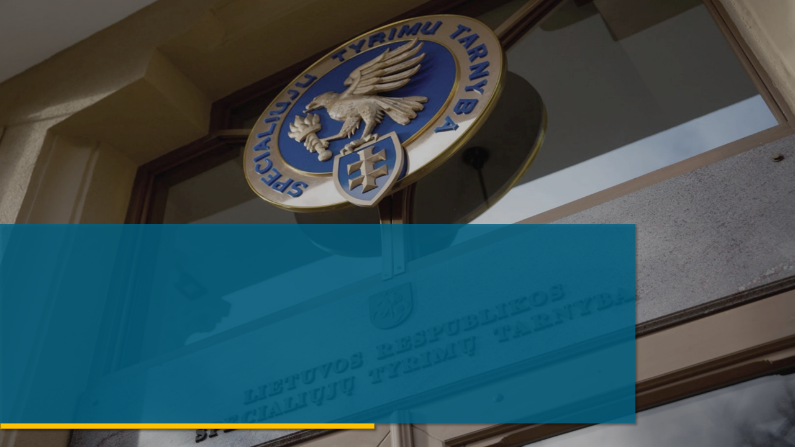 SPECIALIŲJŲ TYRIMŲ TARNYBA
LIETUVOS RESPUBLIKOS
SPECIALIŲJŲ TYRIMŲ TARNYBA